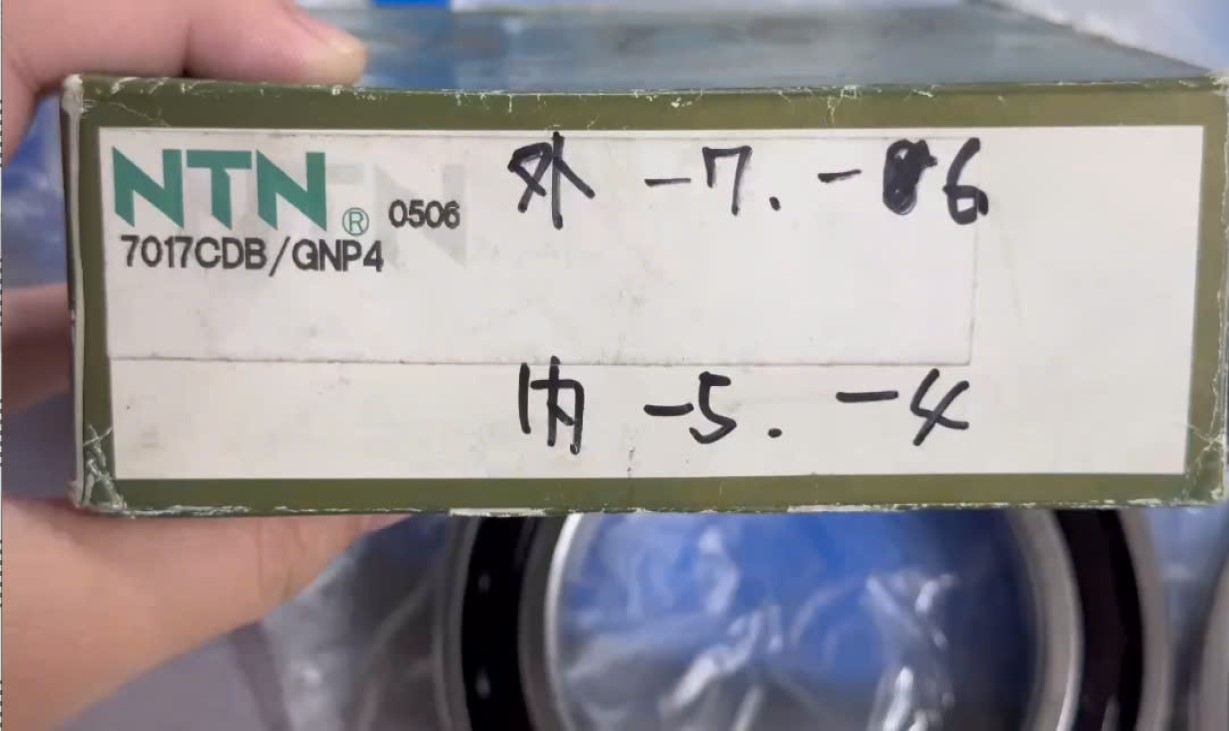 NTN® 0506 外 -7. -6
7017CDB/GNP4
内 -5. -4